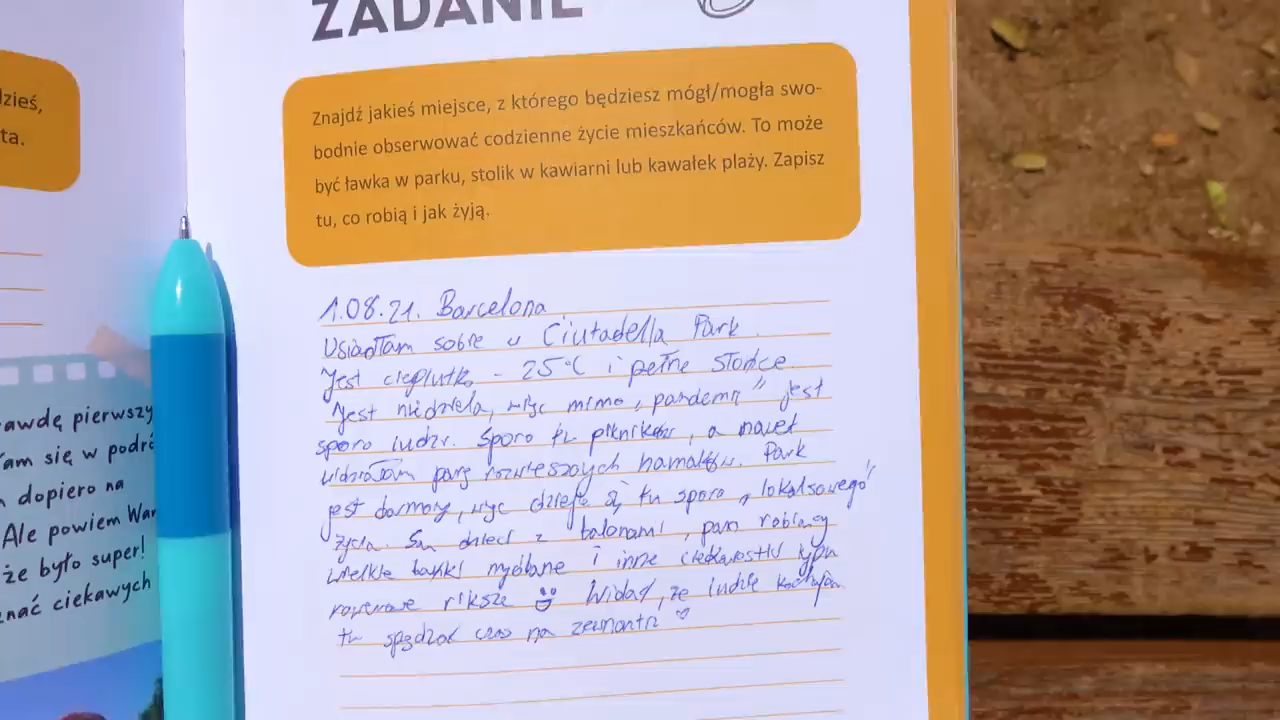 dzieś,
ta.
awdę pierwszy
am się w podró
dopiero na
Ale powiem Wam
że było super!
nać ciekawych
ZADANIE
Znajdź jakieś miejsce, z którego będziesz mógł/mogła swo-
bodnie obserwować codzienne życie mieszkańców. To może
być ławka w parku, stolik w kawiarni lub kawałek plaży. Zapisz
tu, co robią i jak żyją.
1.08.21. Barcelona
Usiadłam sobie w Ciutadella Park.
Jest cieplutko - 25°C i pełne słońce.
Jest niedziela, więc mimo „pandemii" jest
sporo ludzi. Sporo tu pikników, a nawet
widziałam parę rozwieszonych hamaków. Park
jest darmowy, więc dzieje się tu sporo „lokalsowego"
życia. Są dzieci z balonami, pan robiący
wielkie bańki mydlane i inne ciekawostki typu
rowerowe riksze Widać, że ludzie kochają
tu spędzać czas na zewnątrz